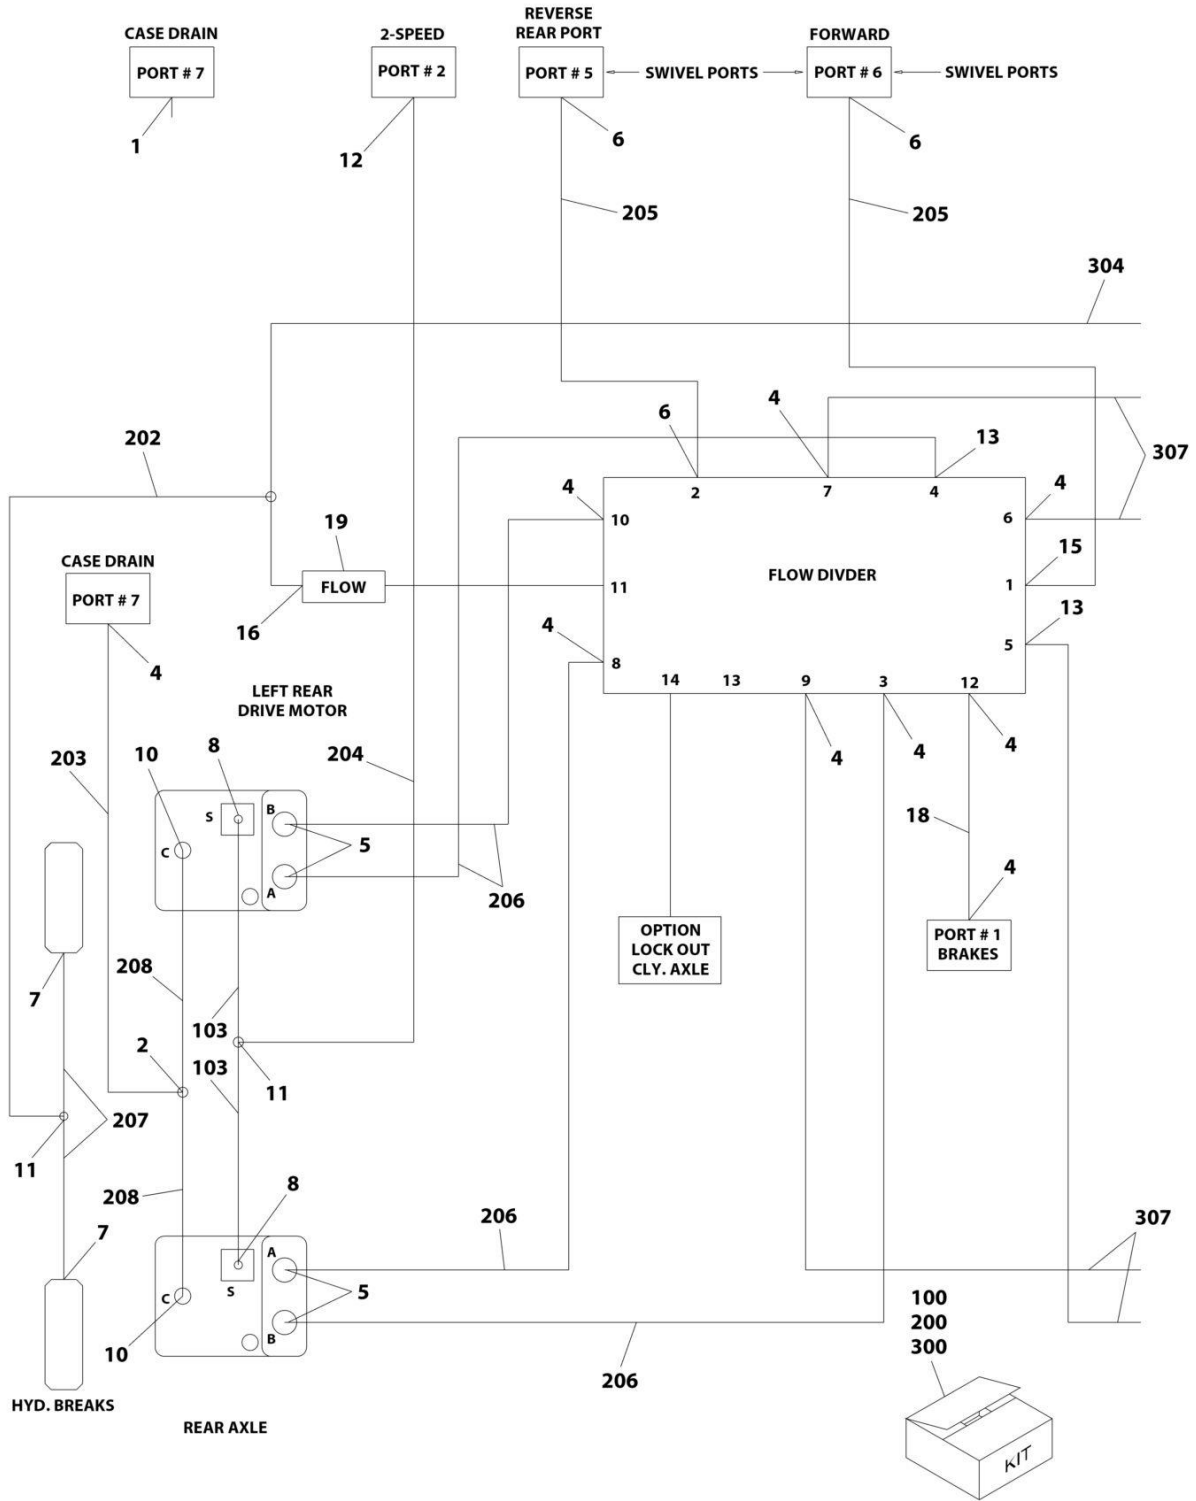 CASE DRAIN
PORT # 7
1
2-SPEED
PORT # 2
12
REVERSE
REAR PORT
PORT # 5
6
SWIVEL PORTS
FORWARD
PORT # 6
6
SWIVEL PORTS
205
205
304
202
6
4
13
307
2
7
4
4
10
6
4
19
FLOW
16
11
FLOW DIVDER
1
15
CASE DRAIN
PORT # 7
4
4
8
5
13
14
13
9
3
12
4
4
4
LEFT REAR
DRIVE MOTOR
203
10
8
204
S
B
C
A
5
206
18
4
OPTION
LOCK OUT
CLY. AXLE
PORT # 1
BRAKES
7
208
103
2
103
11
207
11
208
8
206
307
7
A
S
C
B
5
10
206
HYD. BREAKS
REAR AXLE
100
200
300
KIT